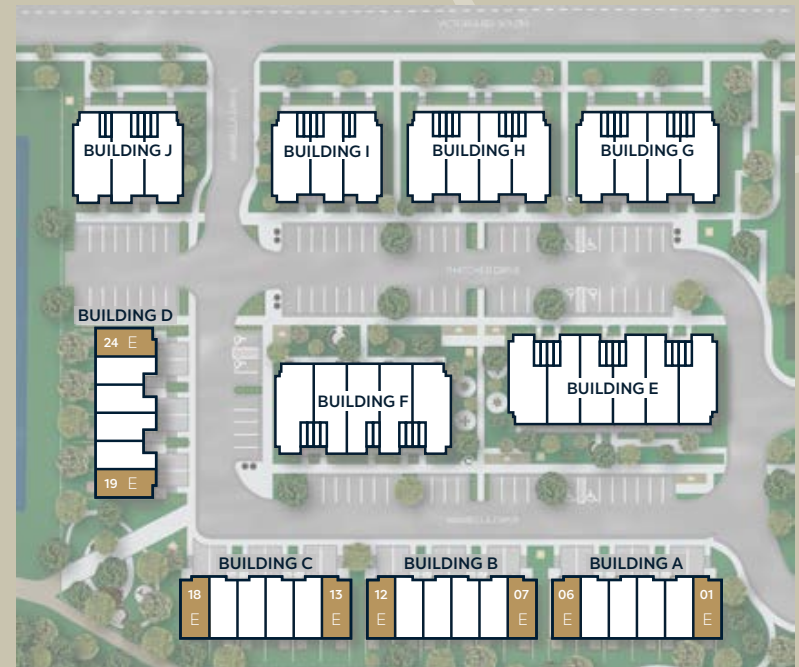 BUILDING J
BUILDING I
BUILDING H
BUILDING G
BUILDING D
24 E
BUILDING F
BUILDING E
19 E
BUILDING C
BUILDING B
BUILDING A
18
E
13
E
12
E
07
E
06
E
01
E